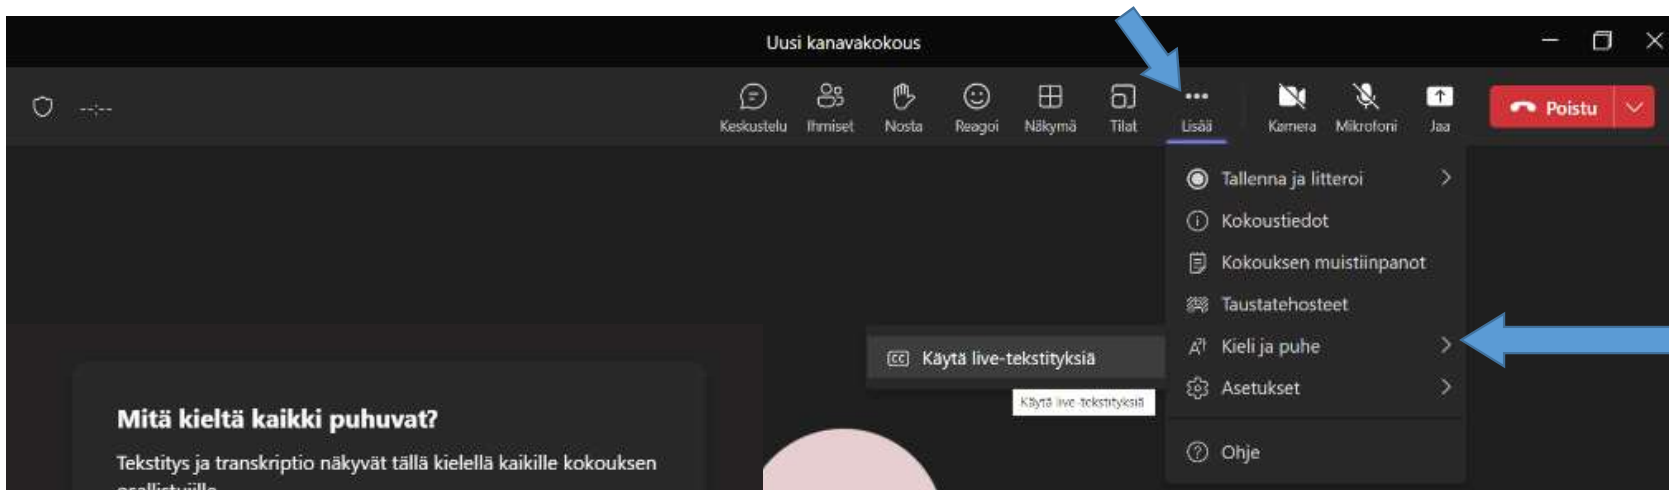 Uusi kanavakokous
--:--
Keskustelu Ihmiset Nosta Reagoi Näkymä Tilat Lisää Kamera Mikrofoni Jaa Poistu
Tallenna ja litteroi
Kokoustiedot
Kokouksen muistiinpanot
Taustatehosteet
Kieli ja puhe
CC Käytä live-tekstityksiä
Käytä live-tekstityksiä
Asetukset
Ohje
Mitä kieltä kaikki puhuvat?
Tekstitys ja transkriptio näkyvät tällä kielellä kaikille kokouksen